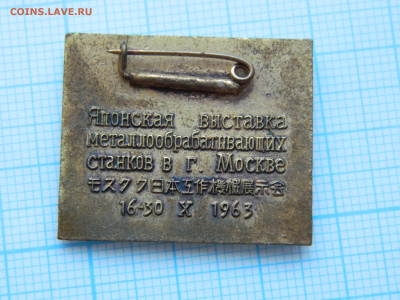 COINS.LAVE.RU
Японская выставка
металлообрабатывающих
станков в г. Москве
モスクワ日本工作機械展示会
16-30 X 1963